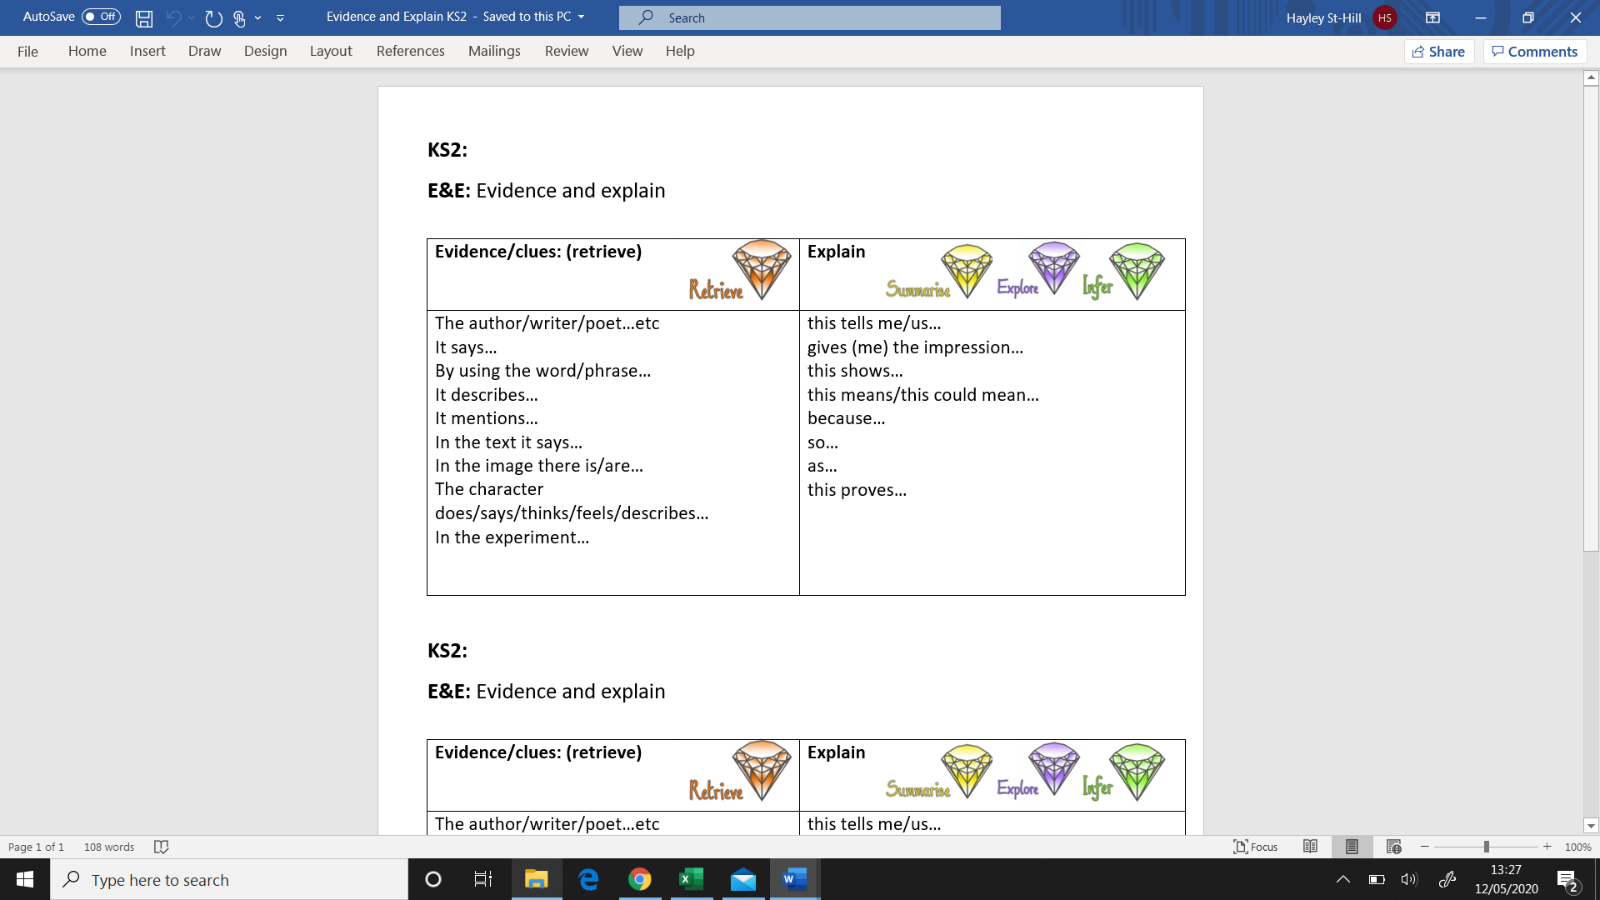 AutoSave Off Evidence and Explain KS2 - Saved to this PC Search Hayley St-Hill HS
File Home Insert Draw Design Layout References Mailings Review View Help Share Comments
KS2:
E&E: Evidence and explain
Evidence/clues: (retrieve) Explain
Retrieve Summarise Explore Infer
The author/writer/poet...etc
It says...
By using the word/phrase...
It describes...
It mentions...
In the text it says...
In the image there is/are...
The character
does/says/thinks/feels/describes...
In the experiment...
this tells me/us...
gives (me) the impression...
this shows...
this means/this could mean...
because...
so...
as...
this proves...
KS2:
E&E: Evidence and explain
Evidence/clues: (retrieve) Explain
Retrieve Summarise Explore Infer
The author/writer/poet...etc
this tells me/us...
Page 1 of 1 108 words Focus 100%
Type here to search
13:27
12/05/2020
2